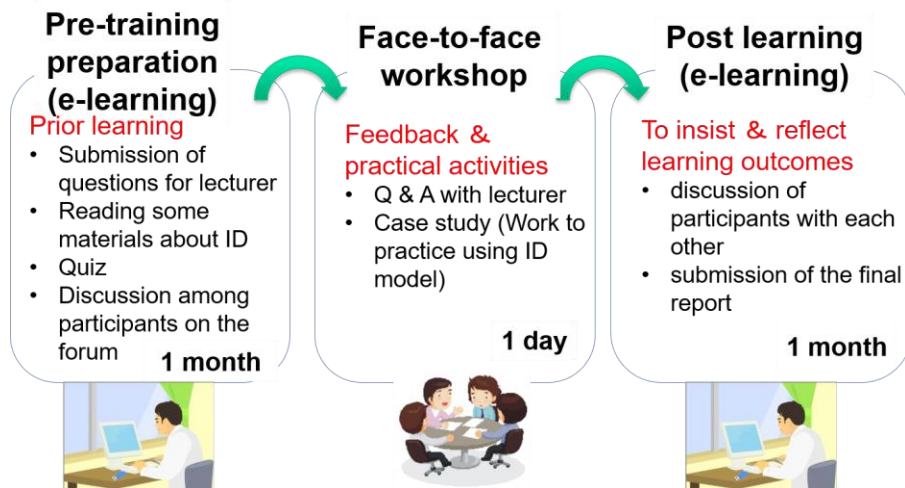 Pre-training
preparation
(e-learning)
Prior learning
• Submission of
questions for lecturer
• Reading some
materials about ID
• Quiz
• Discussion among
participants on the
forum
1 month
Face-to-face
workshop
Feedback &
practical activities
• Q & A with lecturer
• Case study (Work to
practice using ID
model)
1 day
Post learning
(e-learning)
To insist & reflect
learning outcomes
• discussion of
participants with each
other
• submission of the final
report
1 month